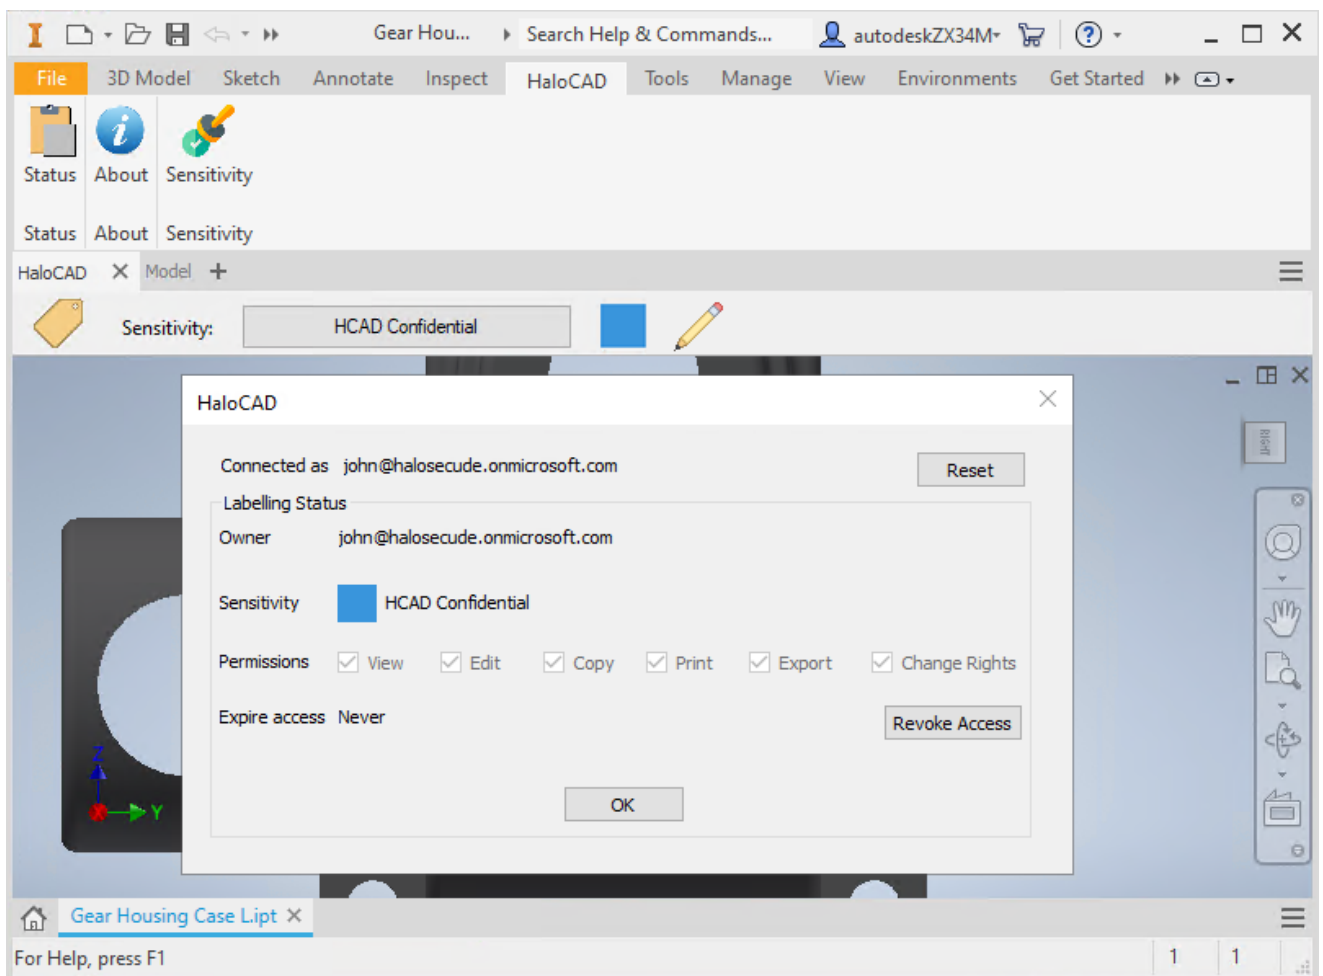 Gear Hou... Search Help & Commands... autodeskZX34M
File 3D Model Sketch Annotate Inspect HaloCAD Tools Manage View Environments Get Started
Status About Sensitivity
Status About Sensitivity
HaloCAD Model
Sensitivity: HCAD Confidential
HaloCAD
RIGHT
Connected as john@halosecude.onmicrosoft.com Reset
Labelling Status
Owner john@halosecude.onmicrosoft.com
Sensitivity HCAD Confidential
Permissions View Edit Copy Print Export Change Rights
Expire access Never Revoke Access
Z
Y
X
OK
Gear Housing Case L.ipt
For Help, press F1 1 1